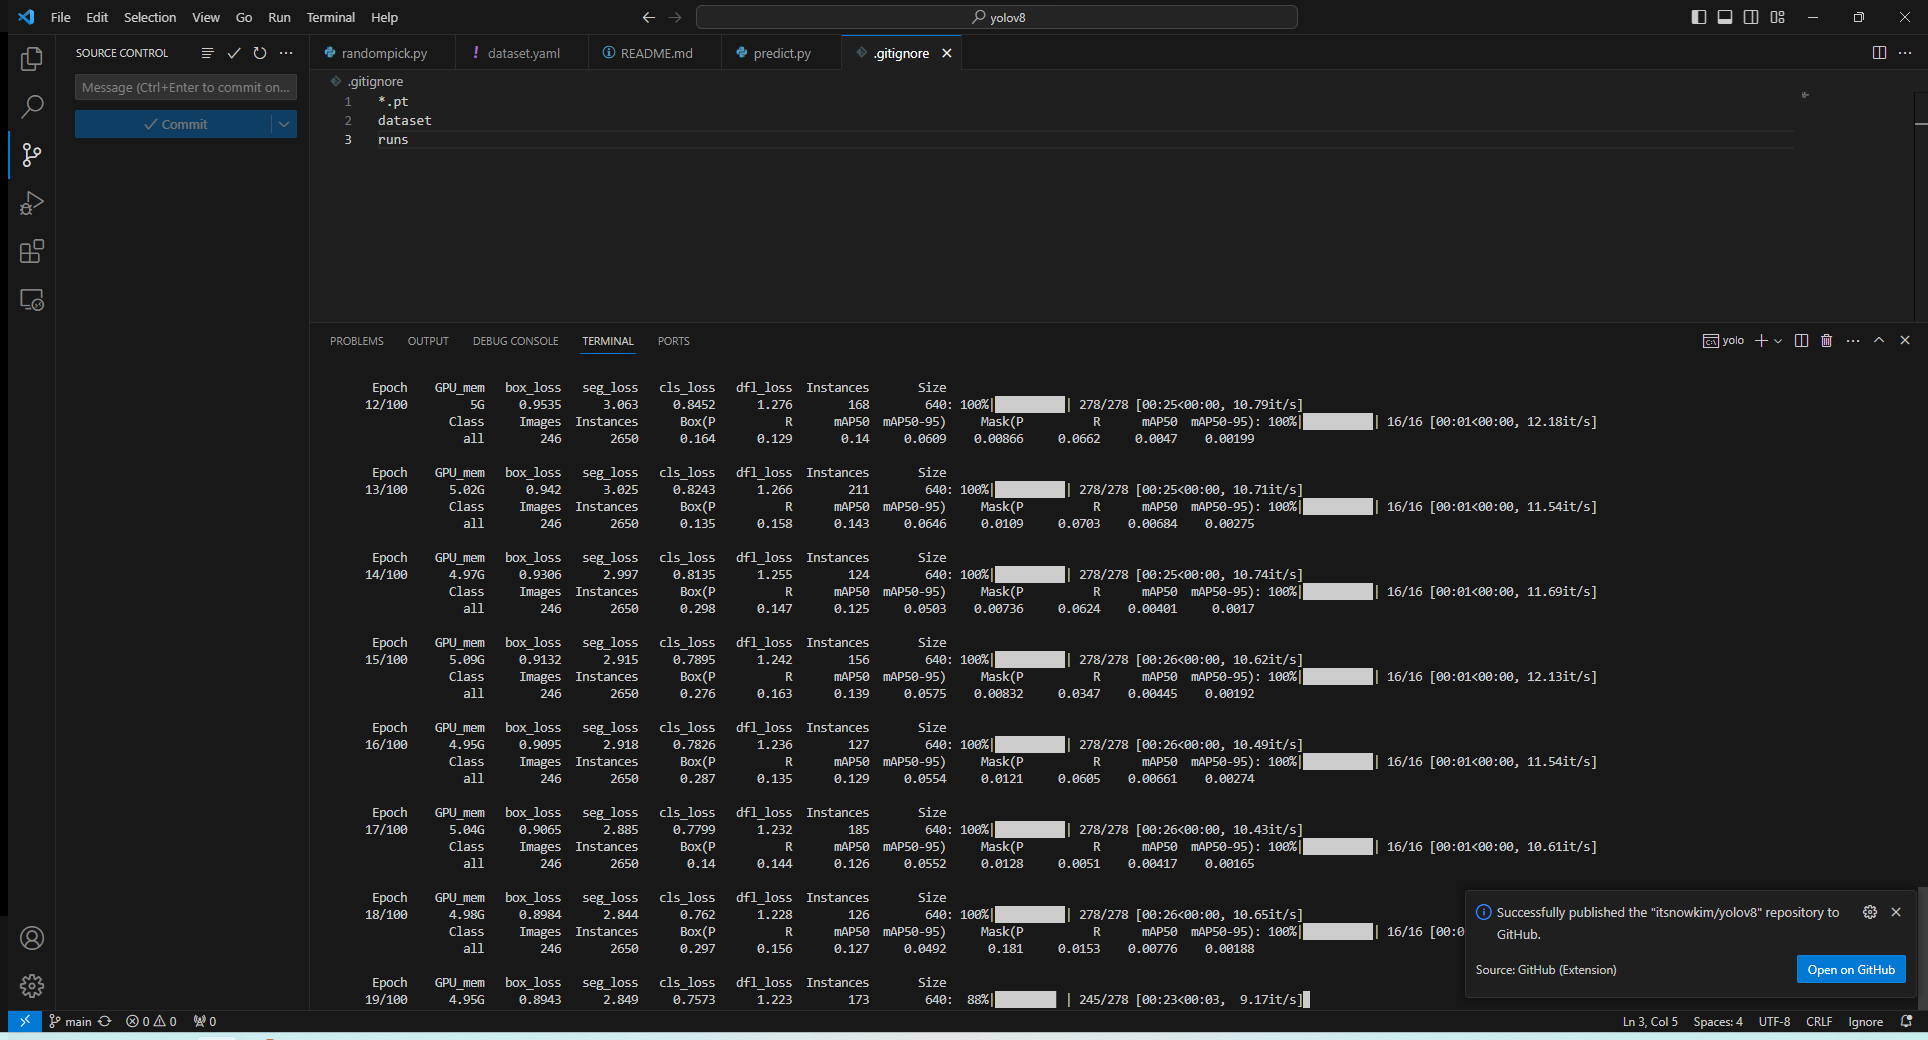 File Edit Selection View Go Run Terminal Help
yolov8
SOURCE CONTROL
Message (Ctrl+Enter to commit on...
Commit
randompick.py
dataset.yaml
README.md
predict.py
.gitignore
.gitignore
1 *.pt
2 dataset
3 runs
PROBLEMS OUTPUT DEBUG CONSOLE TERMINAL PORTS
yolo
Epoch GPU_mem box_loss seg_loss cls_loss dfl_loss Instances Size
12/100 5G 0.9535 3.063 0.8452 1.276 168 640: 100%| | 278/278 [00:25<00:00, 10.79it/s]
Class Images Instances Box(P R mAP50 mAP50-95) Mask(P R mAP50 mAP50-95): 100%| | 16/16 [00:01<00:00, 12.18it/s]
all 246 2650 0.164 0.129 0.14 0.0609 0.00866 0.0662 0.0047 0.00199
Epoch GPU_mem box_loss seg_loss cls_loss dfl_loss Instances Size
13/100 5.02G 0.942 3.025 0.8243 1.266 211 640: 100%| | 278/278 [00:25<00:00, 10.71it/s]
Class Images Instances Box(P R mAP50 mAP50-95) Mask(P R mAP50 mAP50-95): 100%| | 16/16 [00:01<00:00, 11.54it/s]
all 246 2650 0.135 0.158 0.143 0.0646 0.0109 0.0703 0.00684 0.00275
Epoch GPU_mem box_loss seg_loss cls_loss dfl_loss Instances Size
14/100 4.97G 0.9306 2.997 0.8135 1.255 124 640: 100%| | 278/278 [00:25<00:00, 10.74it/s]
Class Images Instances Box(P R mAP50 mAP50-95) Mask(P R mAP50 mAP50-95): 100%| | 16/16 [00:01<00:00, 11.69it/s]
all 246 2650 0.298 0.147 0.125 0.0503 0.00736 0.0624 0.00401 0.0017
Epoch GPU_mem box_loss seg_loss cls_loss dfl_loss Instances Size
15/100 5.09G 0.9132 2.915 0.7895 1.242 156 640: 100%| | 278/278 [00:26<00:00, 10.62it/s]
Class Images Instances Box(P R mAP50 mAP50-95) Mask(P R mAP50 mAP50-95): 100%| | 16/16 [00:01<00:00, 12.13it/s]
all 246 2650 0.276 0.163 0.139 0.0575 0.00832 0.0347 0.00445 0.00192
Epoch GPU_mem box_loss seg_loss cls_loss dfl_loss Instances Size
16/100 4.95G 0.9095 2.918 0.7826 1.236 127 640: 100%| | 278/278 [00:26<00:00, 10.49it/s]
Class Images Instances Box(P R mAP50 mAP50-95) Mask(P R mAP50 mAP50-95): 100%| | 16/16 [00:01<00:00, 11.54it/s]
all 246 2650 0.287 0.135 0.129 0.0554 0.0121 0.0605 0.00661 0.00274
Epoch GPU_mem box_loss seg_loss cls_loss dfl_loss Instances Size
17/100 5.04G 0.9065 2.885 0.7799 1.232 185 640: 100%| | 278/278 [00:26<00:00, 10.43it/s]
Class Images Instances Box(P R mAP50 mAP50-95) Mask(P R mAP50 mAP50-95): 100%| | 16/16 [00:01<00:00, 10.61it/s]
all 246 2650 0.14 0.144 0.126 0.0552 0.0128 0.0051 0.00417 0.00165
Epoch GPU_mem box_loss seg_loss cls_loss dfl_loss Instances Size
18/100 4.98G 0.8984 2.844 0.762 1.228 126 640: 100%| | 278/278 [00:26<00:00, 10.65it/s]
Class Images Instances Box(P R mAP50 mAP50-95) Mask(P R mAP50 mAP50-95): 100%| | 16/16 [00:0
all 246 2650 0.297 0.156 0.127 0.0492 0.181 0.0153 0.00776 0.00188
Epoch GPU_mem box_loss seg_loss cls_loss dfl_loss Instances Size
19/100 4.95G 0.8943 2.849 0.7573 1.223 173 640: 88%| | 245/278 [00:23<00:03, 9.17it/s]
Successfully published the "itsnowkim/yolov8" repository to
GitHub.
Source: GitHub (Extension)
Open on GitHub
main 0 0 0 Ln 3, Col 5 Spaces: 4 UTF-8 CRLF Ignore